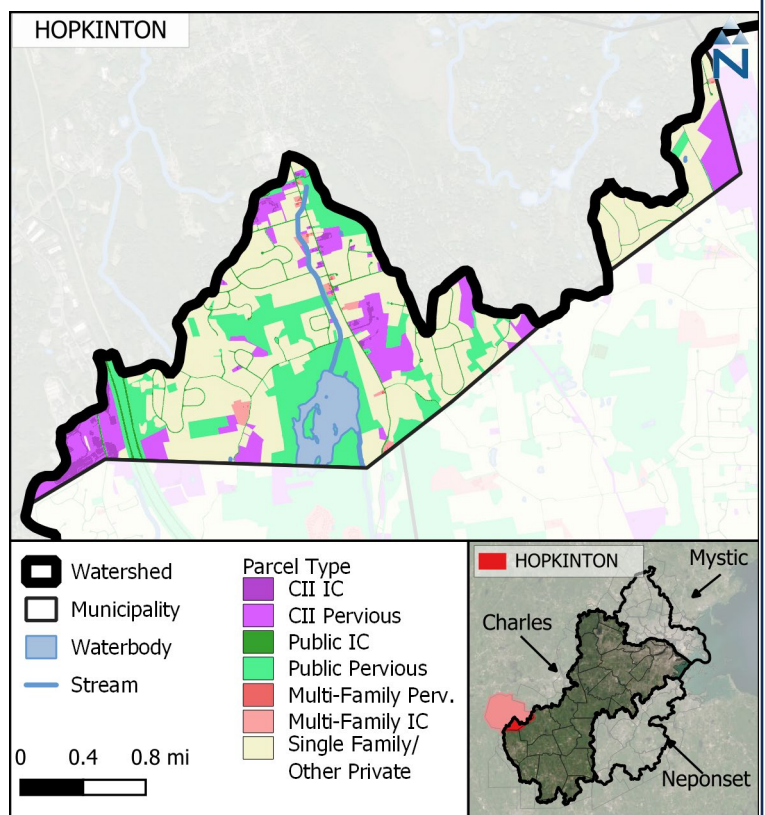 HOPKINTON
N
Watershed
Municipality
Waterbody
Stream
0 0.4 0.8 mi
Parcel Type
CII IC
CII Pervious
Public IC
Public Pervious
Multi-Family Perv.
Multi-Family IC
Single Family/
Other Private
HOPKINTON
Mystic
Charles
Neponset